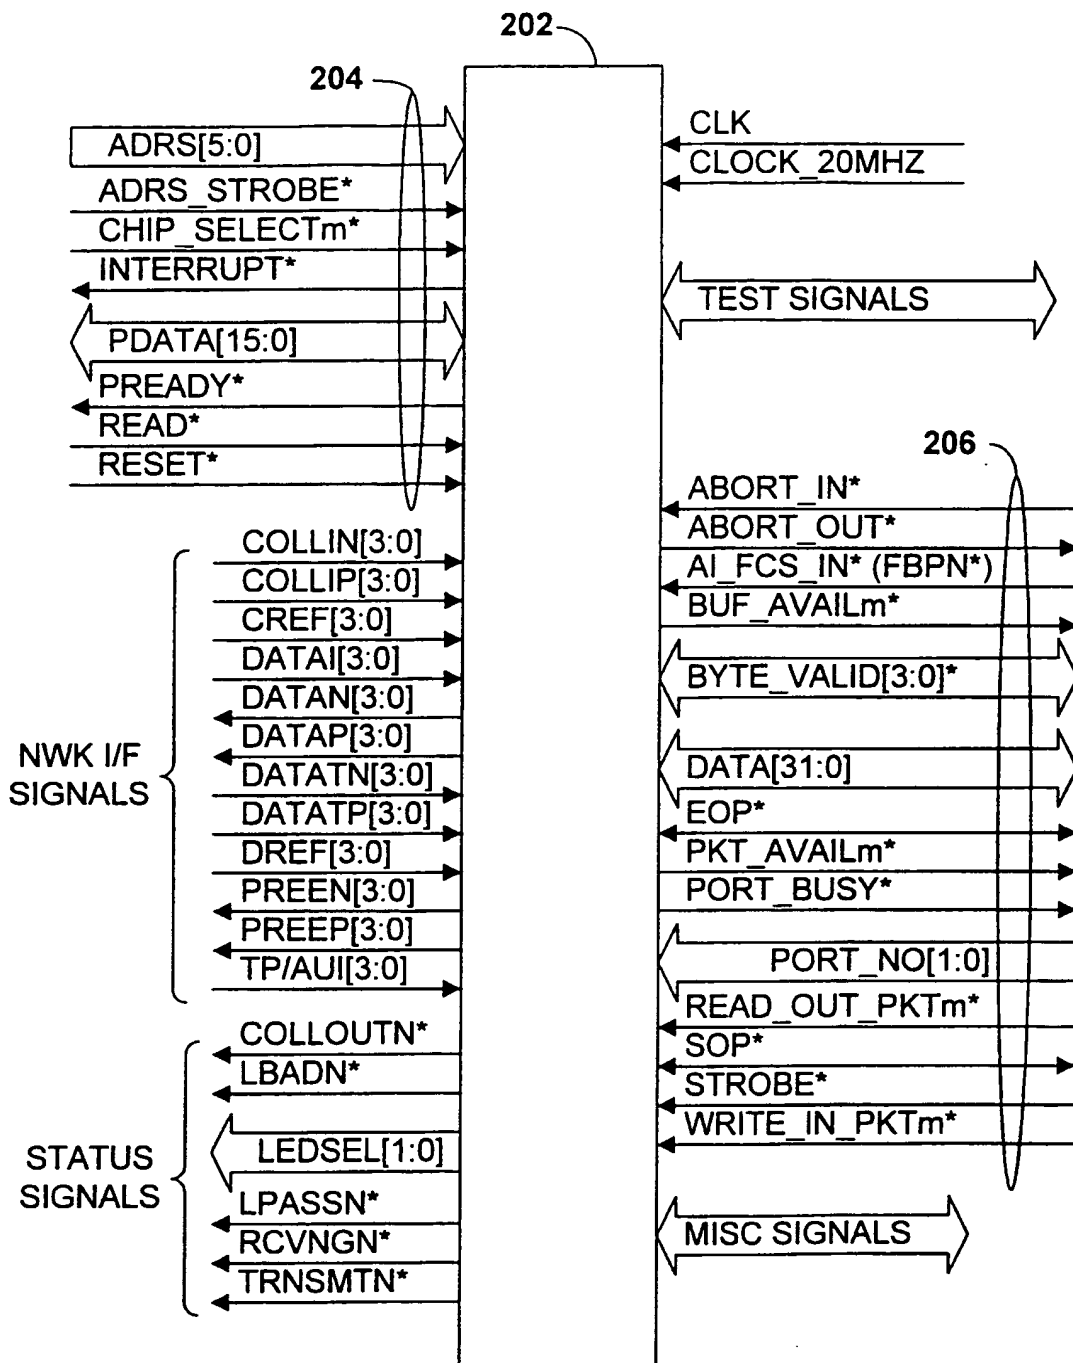 202
204
ADRS[5:0]
ADRS_STROBE*
CHIP_SELECTm*
INTERRUPT*
PDATA[15:0]
PREADY*
READ*
RESET*
COLLIN[3:0]
COLLIP[3:0]
CREF[3:0]
DATAI[3:0]
DATAN[3:0]
DATAP[3:0]
DATATN[3:0]
DATATP[3:0]
DREF[3:0]
PREEN[3:0]
PREEP[3:0]
TP/AUI[3:0]
NWK I/F
SIGNALS
COLLOUTN*
LBADN*
LEDSEL[1:0]
LPASSN*
RCVNGN*
TRNSMTN*
STATUS
SIGNALS
CLK
CLOCK_20MHZ
TEST SIGNALS
206
ABORT_IN*
ABORT_OUT*
AI_FCS_IN* (FBPN*)
BUF_AVAILm*
BYTE_VALID[3:0]*
DATA[31:0]
EOP*
PKT_AVAILm*
PORT_BUSY*
PORT_NO[1:0]
READ_OUT_PKTm*
SOP*
STROBE*
WRITE_IN_PKTm*
MISC SIGNALS